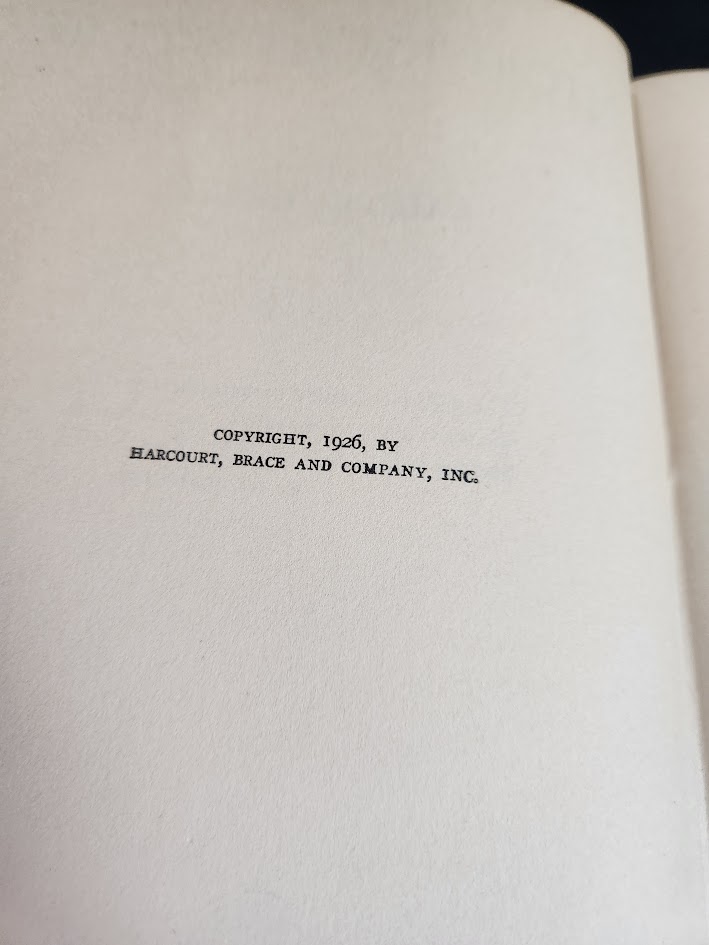 COPYRIGHT, 1926, BY
HARCOURT, BRACE AND COMPANY, INC.